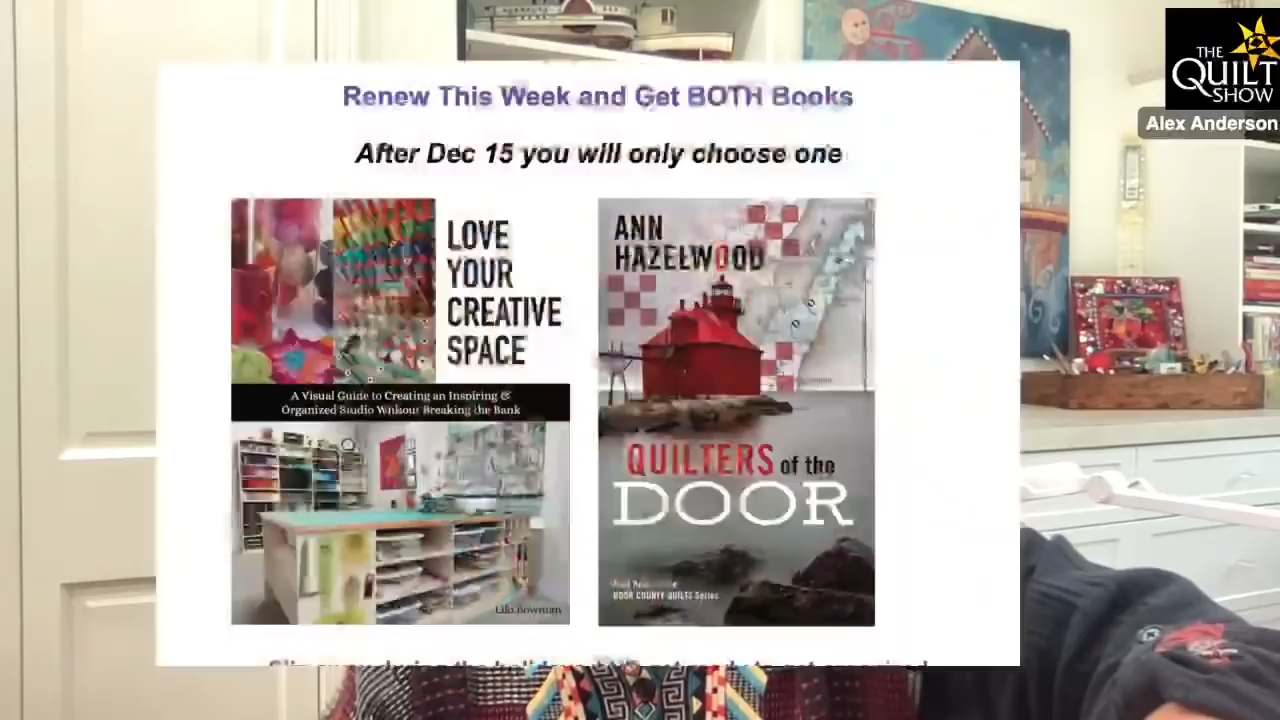 THE
QUILT
SHOW
Alex Anderson
Renew This Week and Get BOTH Books
After Dec 15 you will only choose one
LOVE
YOUR
CREATIVE
SPACE
A Visual Guide to Creating an Inspiring &
Organized Studio Without Breaking the Bank
Lilo Bowman
ANN
HAZELWOOD
QUILTERS of the
DOOR
DOOR COUNTY QUILTS Series